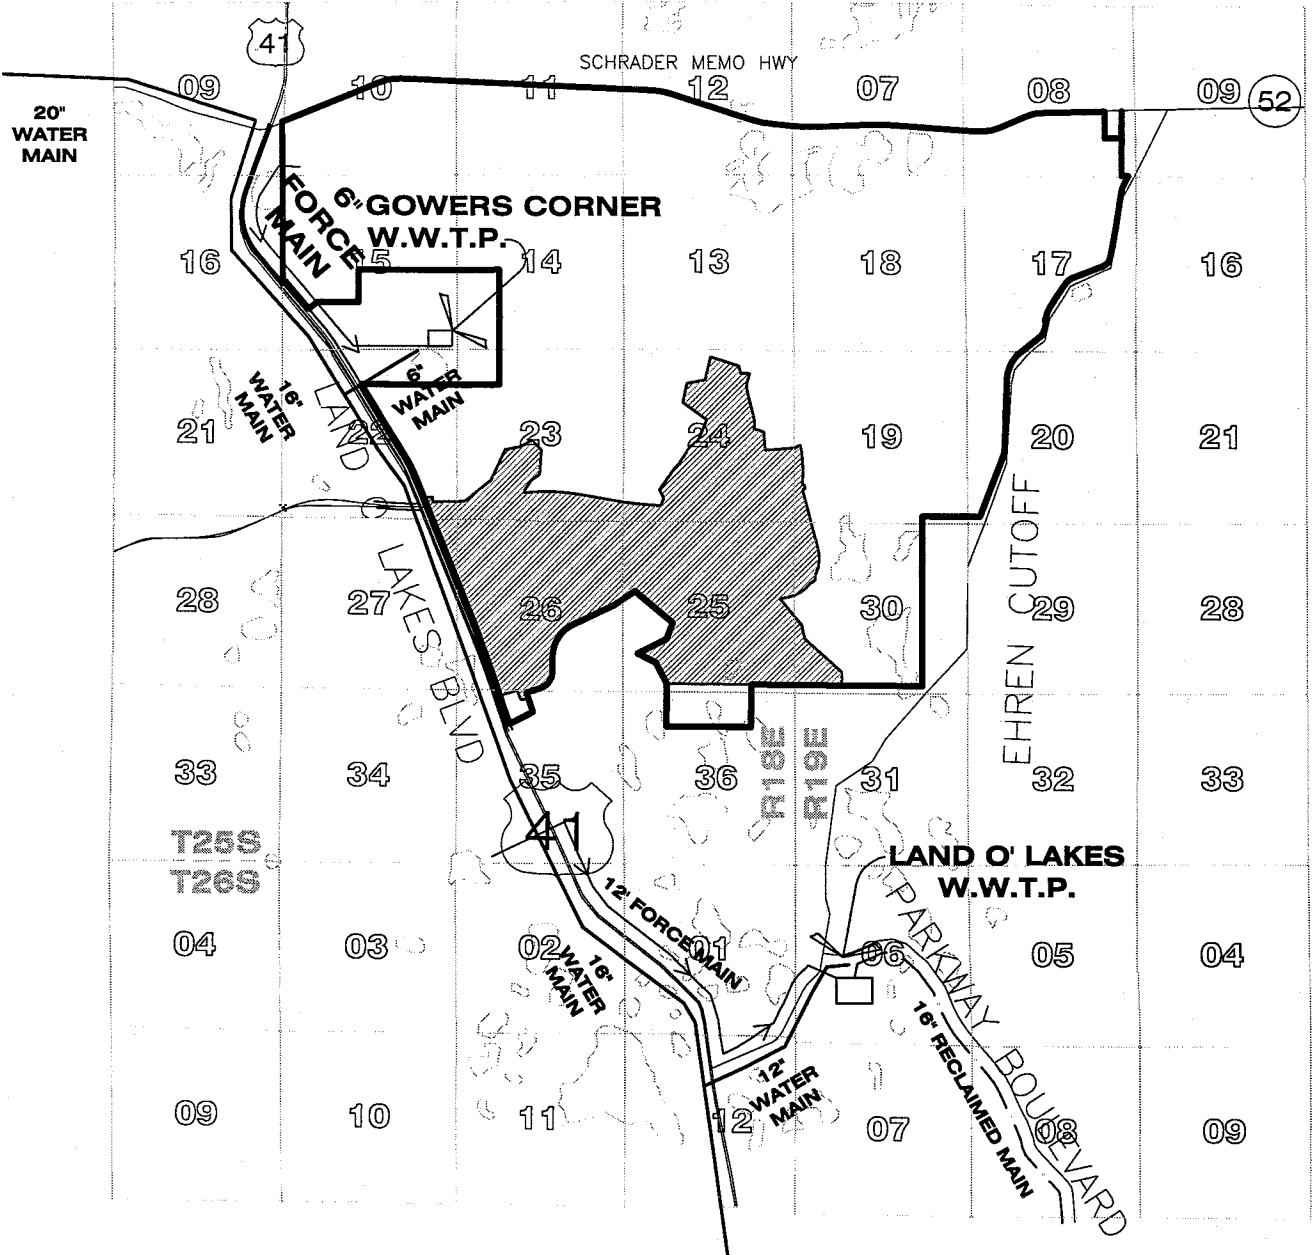 41
SCHRADER MEMO HWY
09
10
11
12
07
08
09
52
20"
WATER
MAIN
6"
FORCE
MAIN
GOWERS CORNER
W.W.T.P.
16
15
14
13
18
17
16
16"
WATER
MAIN
LAND
6"
WATER
MAIN
21
22
23
24
19
20
21
LAKES BLVD
EHREN CUTOFF
28
27
26
25
30
29
28
33
34
35
36
R18E
R19E
31
32
33
41
T25S
T26S
LAND O' LAKES
W.W.T.P.
12' FORCE MAIN
04
03
02
01
06
05
04
16"
WATER
MAIN
PARKWAY BOULEVARD
16" RECLAIMED MAIN
12"
WATER
MAIN
09
10
11
12
07
08
09